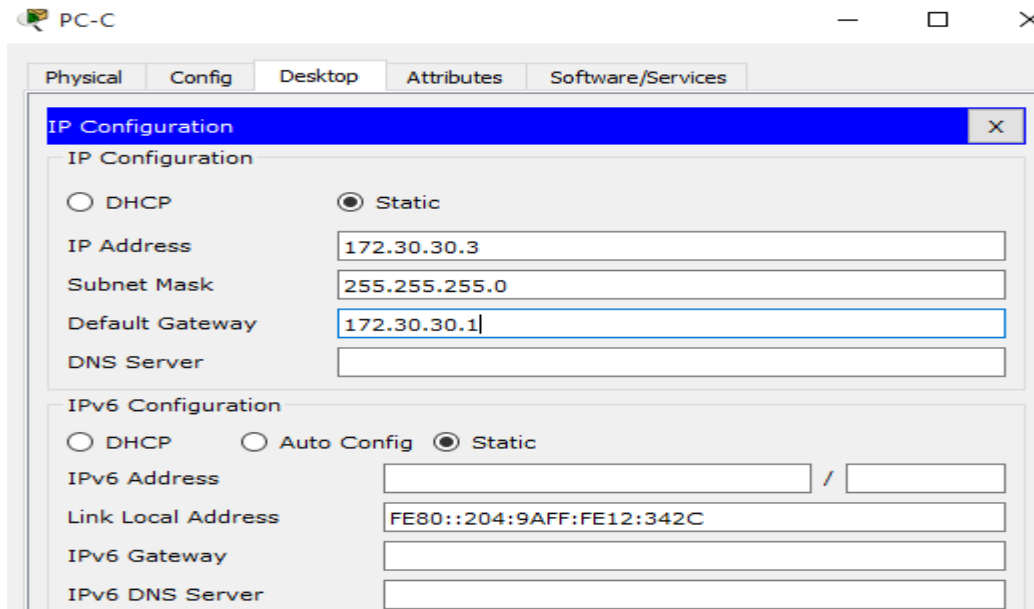 PC-C
Physical Config Desktop Attributes Software/Services
IP Configuration X
IP Configuration
DHCP Static
IP Address 172.30.30.3
Subnet Mask 255.255.255.0
Default Gateway 172.30.30.1
DNS Server
IPv6 Configuration
DHCP Auto Config Static
IPv6 Address /
Link Local Address FE80::204:9AFF:FE12:342C
IPv6 Gateway
IPv6 DNS Server